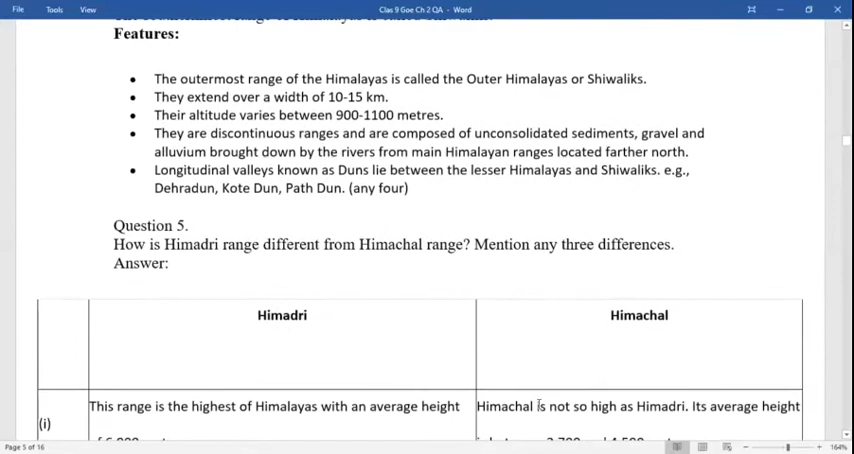 File Tools View Clas 9 Goe Ch 2 QA - Word
Features:
• The outermost range of the Himalayas is called the Outer Himalayas or Shiwaliks.
• They extend over a width of 10-15 km.
• Their altitude varies between 900-1100 metres.
• They are discontinuous ranges and are composed of unconsolidated sediments, gravel and
alluvium brought down by the rivers from main Himalayan ranges located farther north.
• Longitudinal valleys known as Duns lie between the lesser Himalayas and Shiwaliks. e.g.,
Dehradun, Kote Dun, Path Dun. (any four)
Question 5.
How is Himadri range different from Himachal range? Mention any three differences.
Answer:
Himadri Himachal
This range is the highest of Himalayas with an average height Himachal is not so high as Himadri. Its average height
(i)
Page 5 of 16 164%